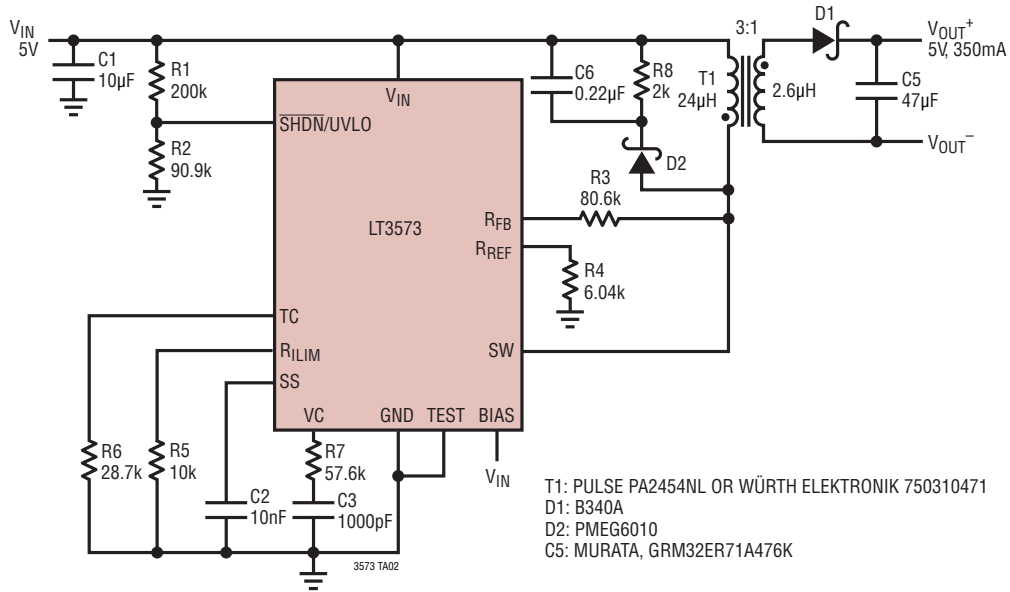 VIN
5V
C1
10µF
R1
200k
R2
90.9k
VIN
SHDN/UVLO
LT3573
RFB
RREF
SW
TC
RILIM
SS
VC
GND
TEST
BIAS
VIN
C6
0.22µF
R8
2k
D2
R3
80.6k
R4
6.04k
T1
24µH
3:1
2.6µH
D1
VOUT+
5V, 350mA
C5
47µF
VOUT–
R6
28.7k
R5
10k
C2
10nF
R7
57.6k
C3
1000pF
3573 TA02
T1: PULSE PA2454NL OR WÜRTH ELEKTRONIK 750310471
D1: B340A
D2: PMEG6010
C5: MURATA, GRM32ER71A476K